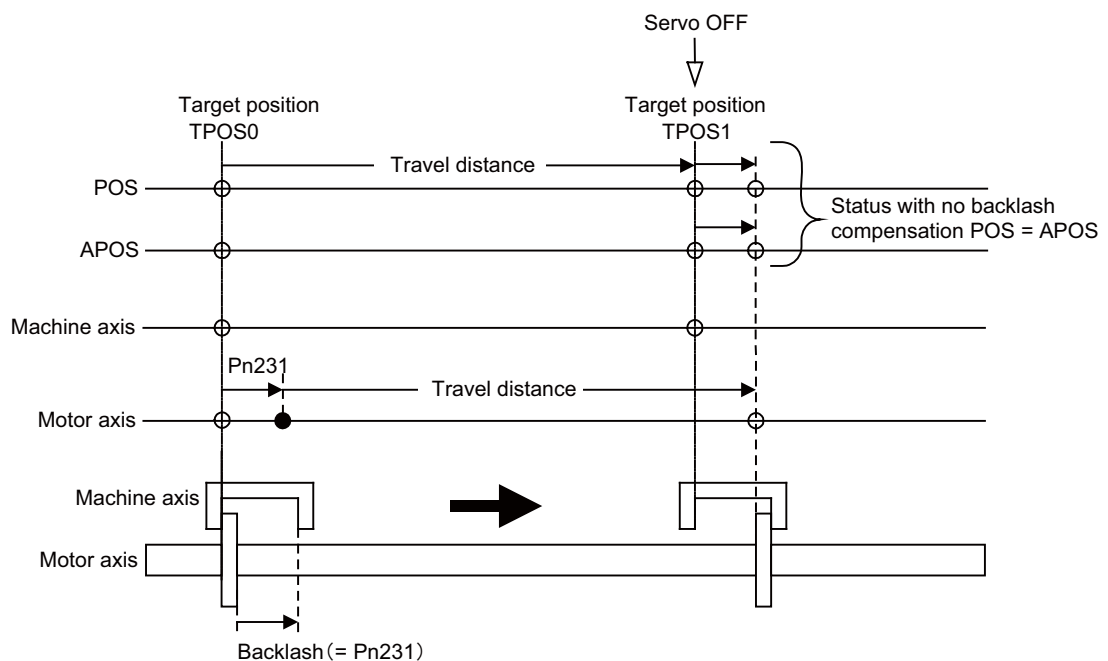 Servo OFF
Target position
TPOS0
Target position
TPOS1
Travel distance
POS
Status with no backlash
compensation POS = APOS
APOS
Machine axis
Pn231
Travel distance
Motor axis
Machine axis
Motor axis
Backlash(= Pn231)